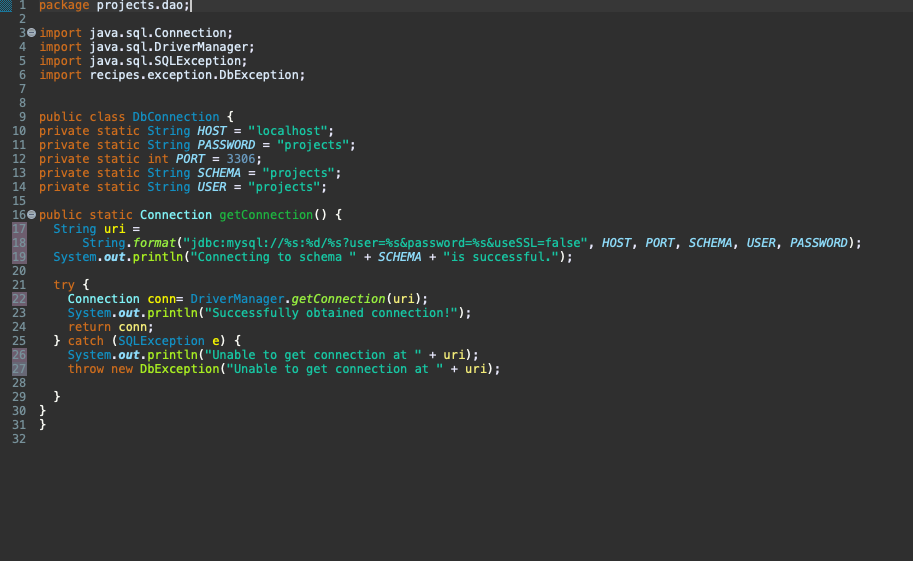 1 package projects.dao;
2
3 import java.sql.Connection;
4 import java.sql.DriverManager;
5 import java.sql.SQLException;
6 import recipes.exception.DbException;
7
8
9 public class DbConnection {
10 private static String HOST = "localhost";
11 private static String PASSWORD = "projects";
12 private static int PORT = 3306;
13 private static String SCHEMA = "projects";
14 private static String USER = "projects";
15
16 public static Connection getConnection() {
17   String uri =
18       String.format("jdbc:mysql://%s:%d/%s?user=%s&password=%s&useSSL=false", HOST, PORT, SCHEMA, USER, PASSWORD);
19   System.out.println("Connecting to schema " + SCHEMA + "is successful.");
20
21   try {
22     Connection conn= DriverManager.getConnection(uri);
23     System.out.println("Successfully obtained connection!");
24     return conn;
25   } catch (SQLException e) {
26     System.out.println("Unable to get connection at " + uri);
27     throw new DbException("Unable to get connection at " + uri);
28
29   }
30 }
31 }
32